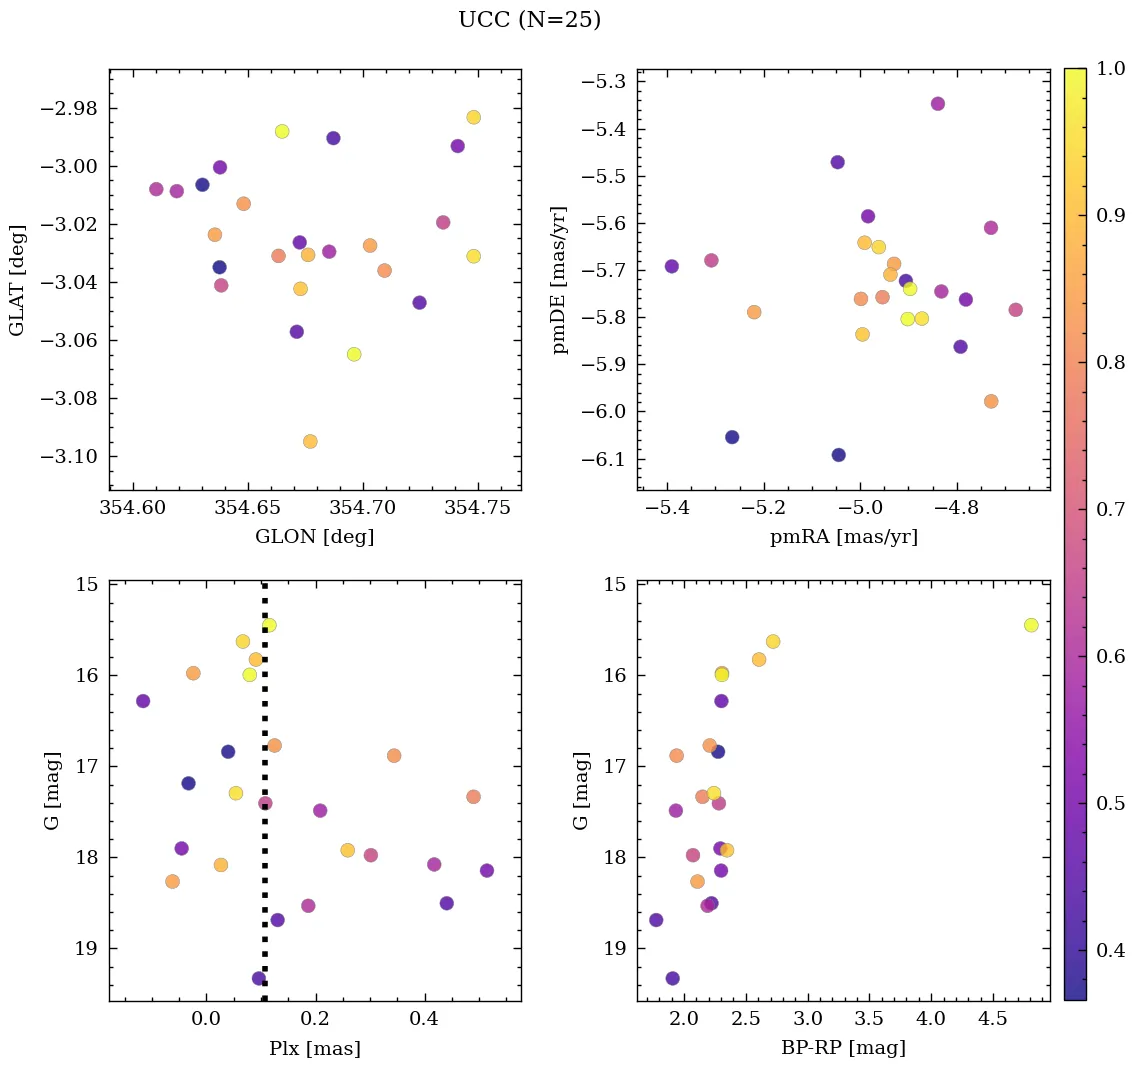 UCC (N=25)
−2.98
−3.00
−3.02
−3.04
−3.06
−3.08
−3.10
GLAT [deg]
354.60 354.65 354.70 354.75
GLON [deg]
−5.3
−5.4
−5.5
−5.6
−5.7
−5.8
−5.9
−6.0
−6.1
pmDE [mas/yr]
−5.4 −5.2 −5.0 −4.8
pmRA [mas/yr]
15
16
17
18
19
G [mag]
0.0 0.2 0.4
Plx [mas]
15
16
17
18
19
G [mag]
2.0 2.5 3.0 3.5 4.0 4.5
BP-RP [mag]
1.0
0.9
0.8
0.7
0.6
0.5
0.4